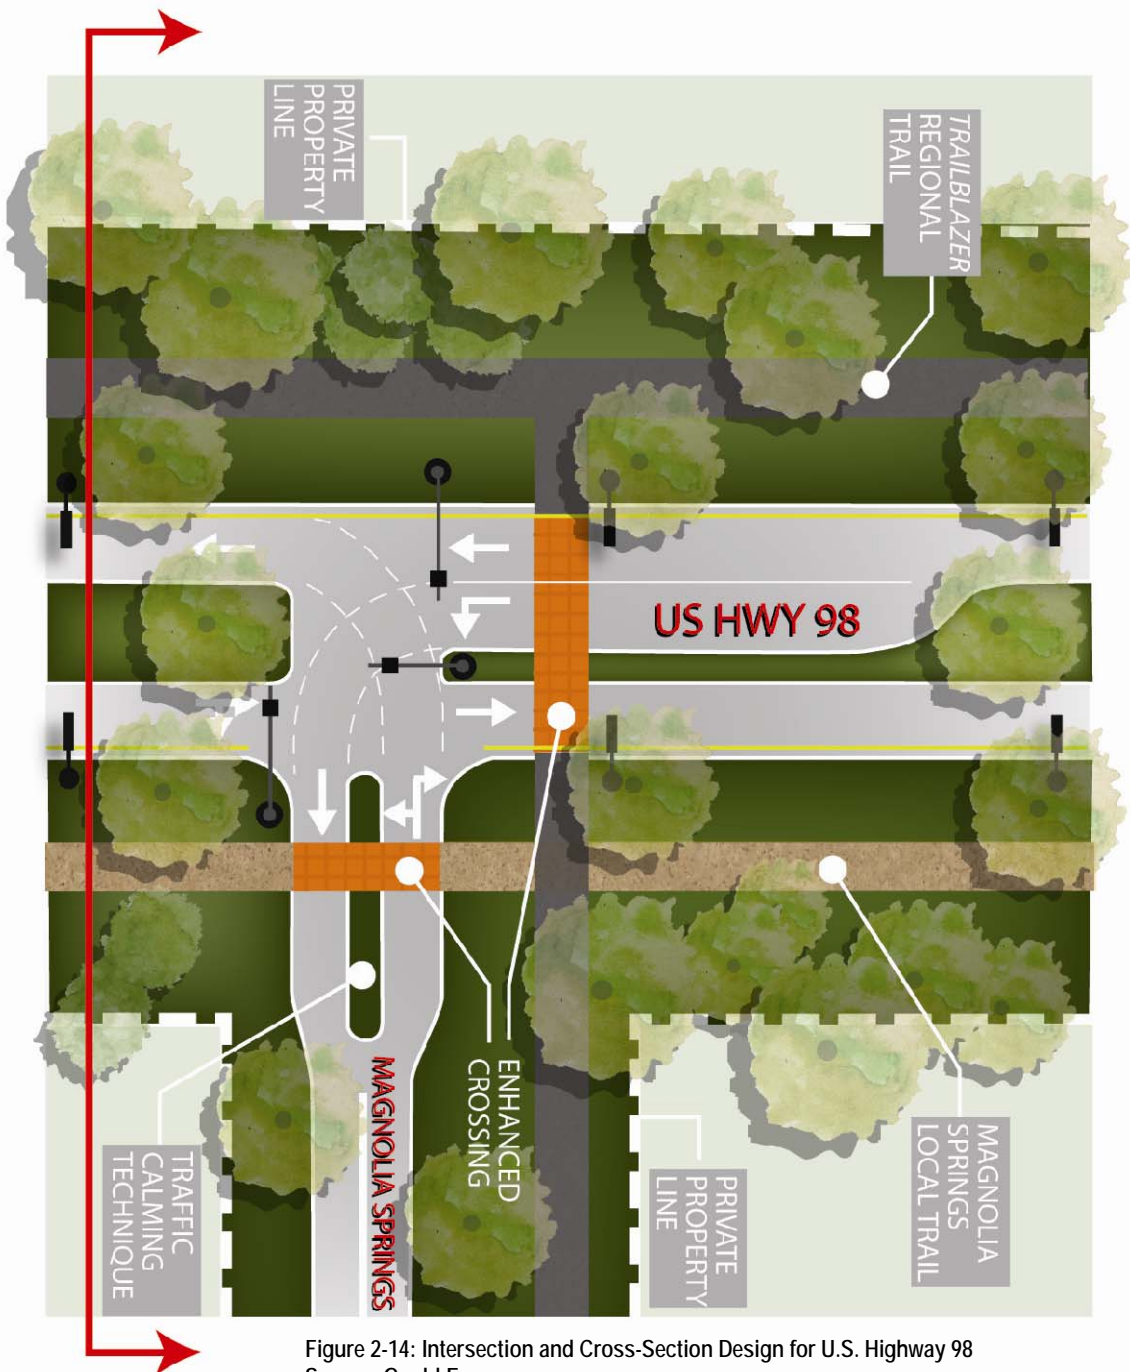 PRIVATE
PROPERTY
LINE
TRAILBLAZER
REGIONAL
TRAIL
US HWY 98
ENHANCED
CROSSING
MAGNOLIA SPRINGS
TRAFFIC
CALMING
TECHNIQUE
PRIVATE
PROPERTY
LINE
MAGNOLIA
SPRINGS
LOCAL TRAIL
Figure 2-14: Intersection and Cross-Section Design for U.S. Highway 98